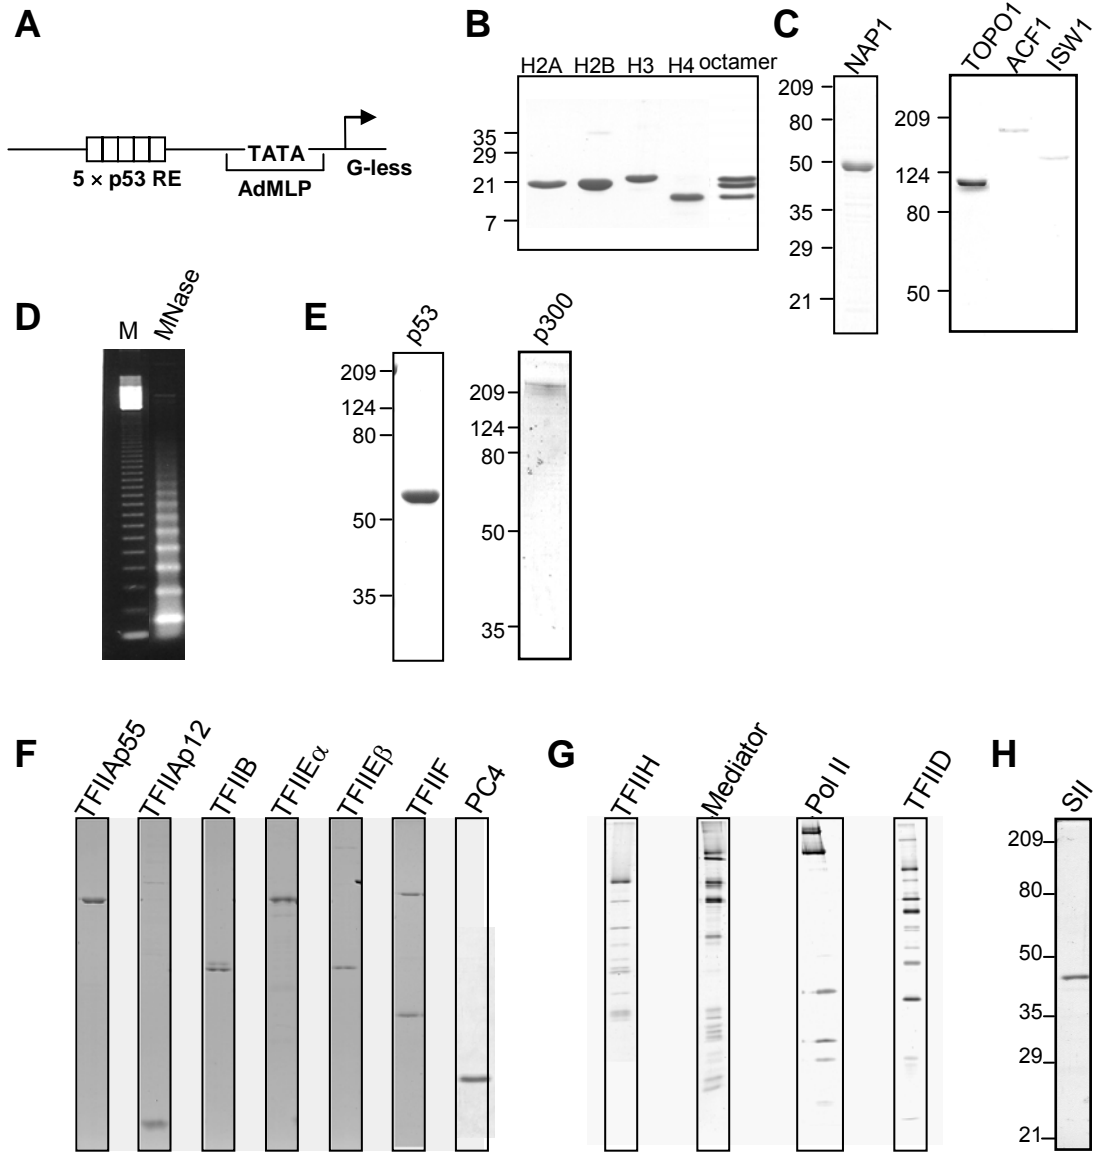 A
TATA
5 × p53 RE
AdMLP
G-less
B
H2A H2B H3 H4 octamer
35
29
21
7
C
NAP1
209
80
50
35
29
21
TOPO1
ACF1
ISW1
209
124
80
50
D
M
MNase
E
p53
209
124
80
50
35
p300
209
124
80
50
35
F
TFIIAp55
TFIIAp12
TFIIB
TFIIEα
TFIIEβ
TFIIF
PC4
G
TFIIH
Mediator
Pol II
TFIID
H
SII
209
80
50
35
29
21